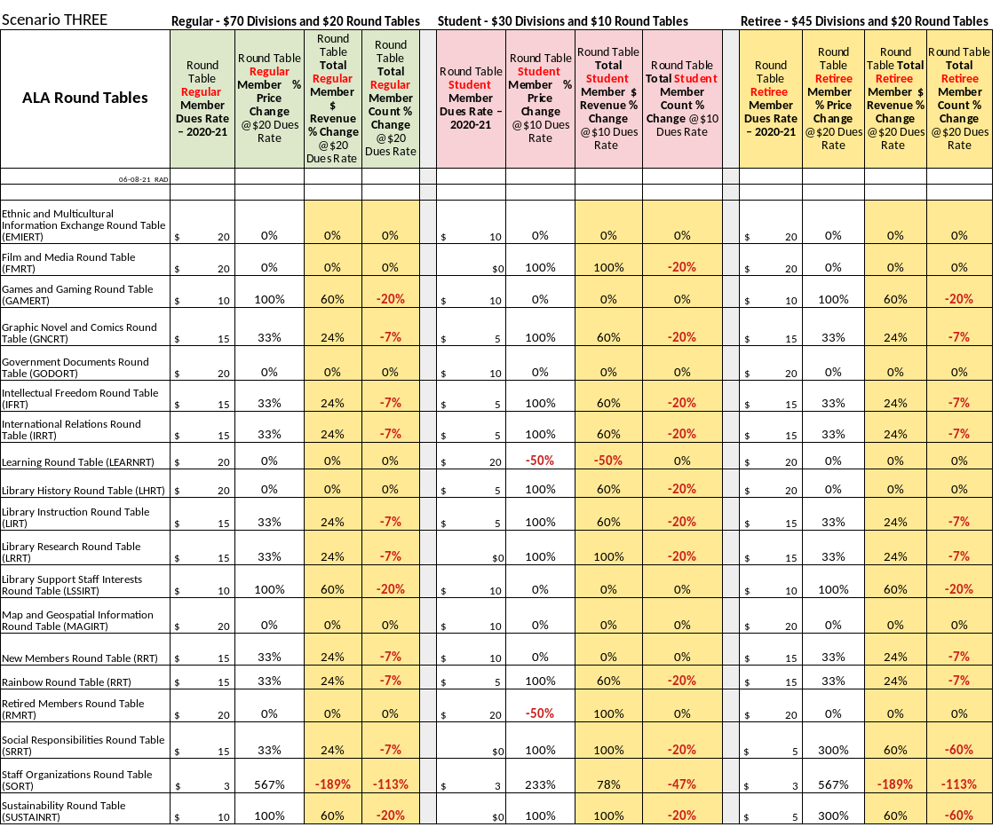 Scenario THREE Regular - $70 Divisions and $20 Round Tables Student - $30 Divisions and $10 Round Tables Retiree - $45 Divisions and $20 Round Tables
ALA Round Tables
Round
Table
Regular
Member
Dues Rate
– 2020-21
Round Table
Regular
Member %
Price
Change
@$20 Dues
Rate
Round
Table
Total
Regular
Member
$
Revenue
% Change
@$20
Dues Rate
Round
Table
Total
Regular
Member
Count %
Change
@$20
Dues Rate
Round Table
Student
Member
Dues Rate –
2020-21
Round Table
Student
Member %
Price
Change
@$10 Dues
Rate
Round Table
Total
Student
Member $
Revenue %
Change
@$10 Dues
Rate
Round Table
Total Student
Member
Count %
Change @$10
Dues Rate
Round
Table
Retiree
Member
Dues Rate
– 2020-21
Round
Table
Retiree
Member
% Price
Change
@$20 Dues
Rate
Round
Table Total
Retiree
Member $
Revenue %
Change
@$20 Dues
Rate
Round Table
Total
Retiree
Member
Count %
Change
@$20 Dues
Rate
06-08-21 RAD
Ethnic and Multicultural
Information Exchange Round Table
(EMIERT) $ 20 0% 0% 0% $ 10 0% 0% 0% $ 20 0% 0% 0%
Film and Media Round Table
(FMRT) $ 20 0% 0% 0% $0 100% 100% -20% $ 20 0% 0% 0%
Games and Gaming Round Table
(GAMERT) $ 10 100% 60% -20% $ 10 0% 0% 0% $ 10 100% 60% -20%
Graphic Novel and Comics Round
Table (GNCRT) $ 15 33% 24% -7% $ 5 100% 60% -20% $ 15 33% 24% -7%
Government Documents Round
Table (GODORT) $ 20 0% 0% 0% $ 10 0% 0% 0% $ 20 0% 0% 0%
Intellectual Freedom Round Table
(IFRT) $ 15 33% 24% -7% $ 5 100% 60% -20% $ 15 33% 24% -7%
International Relations Round
Table (IRRT) $ 15 33% 24% -7% $ 5 100% 60% -20% $ 15 33% 24% -7%
Learning Round Table (LEARNRT) $ 20 0% 0% 0% $ 20 -50% -50% 0% $ 20 0% 0% 0%
Library History Round Table (LHRT) $ 20 0% 0% 0% $ 5 100% 60% -20% $ 20 0% 0% 0%
Library Instruction Round Table
(LIRT) $ 15 33% 24% -7% $ 5 100% 60% -20% $ 15 33% 24% -7%
Library Research Round Table
(LRRT) $ 15 33% 24% -7% $0 100% 100% -20% $ 15 33% 24% -7%
Library Support Staff Interests
Round Table (LSSIRT) $ 10 100% 60% -20% $ 10 0% 0% 0% $ 10 100% 60% -20%
Map and Geospatial Information
Round Table (MAGIRT) $ 20 0% 0% 0% $ 10 0% 0% 0% $ 20 0% 0% 0%
New Members Round Table (RRT) $ 15 33% 24% -7% $ 10 0% 0% 0% $ 15 33% 24% -7%
Rainbow Round Table (RRT) $ 15 33% 24% -7% $ 5 100% 60% -20% $ 15 33% 24% -7%
Retired Members Round Table
(RMRT) $ 20 0% 0% 0% $ 20 -50% 100% 0% $ 20 0% 0% 0%
Social Responsibilities Round Table
(SRRT) $ 15 33% 24% -7% $0 100% 100% -20% $ 5 300% 100% -60%
Staff Organizations Round Table
(SORT) $ 3 567% -189% -113% $ 3 233% 78% -47% $ 3 567% -189% -113%
Sustainability Round Table
(SUSTAINRT) $ 10 100% 60% -20% $0 100% 100% -20% $ 5 300% 60% -60%